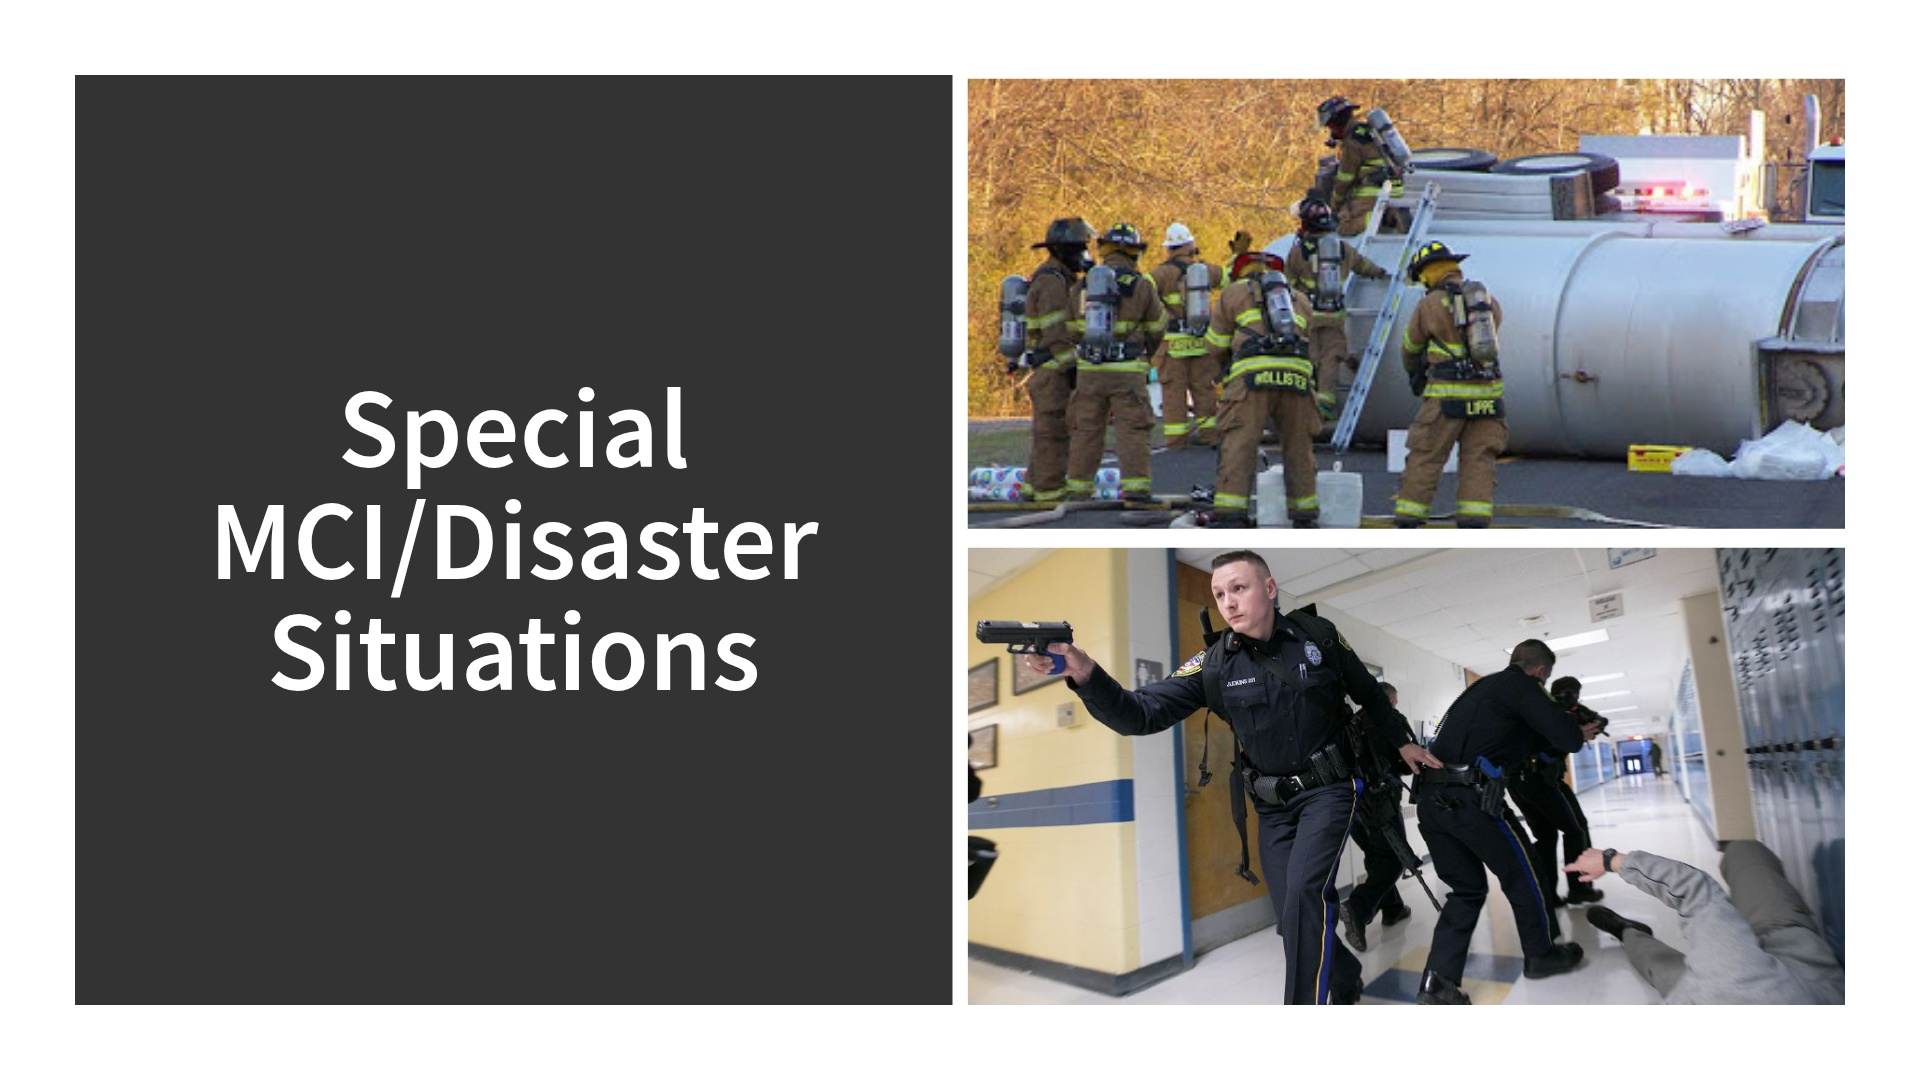 Special
MCI/Disaster
Situations
HOLLISTER
LIPPE